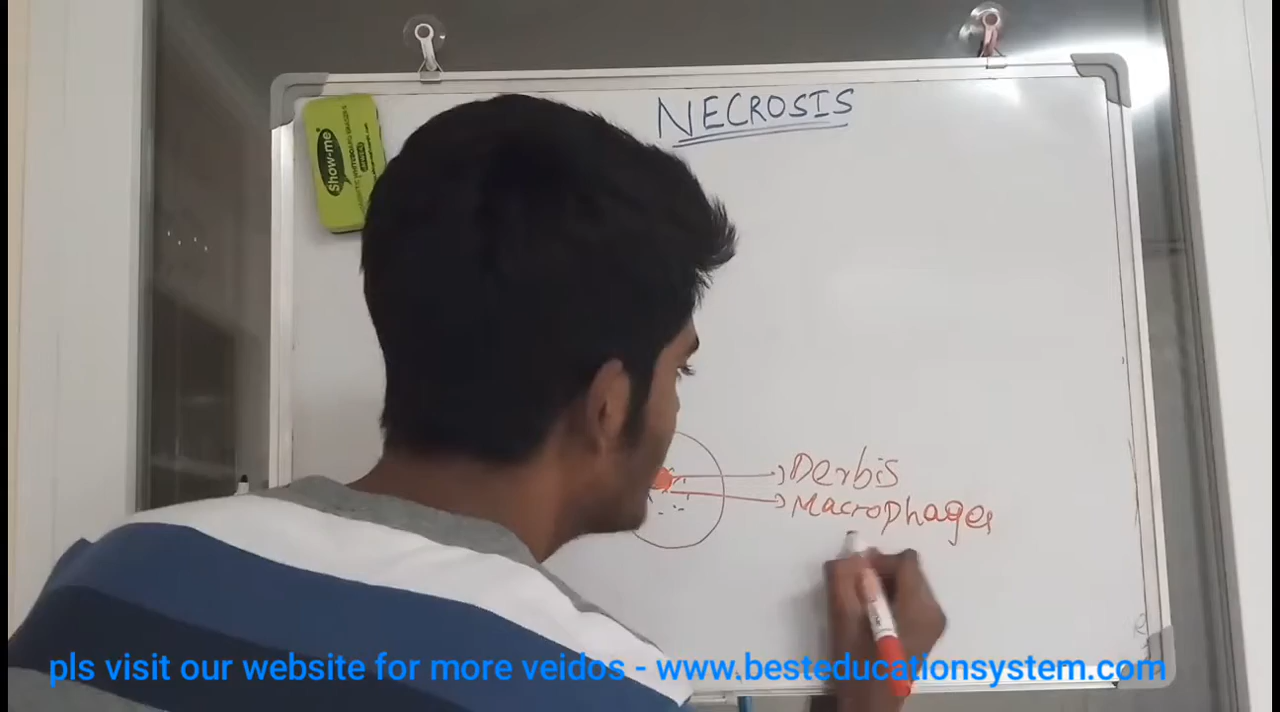 NECROSIS
Show-me
Derbis
Macrophages
pls visit our website for more veidos - www.besteducationsystem.com